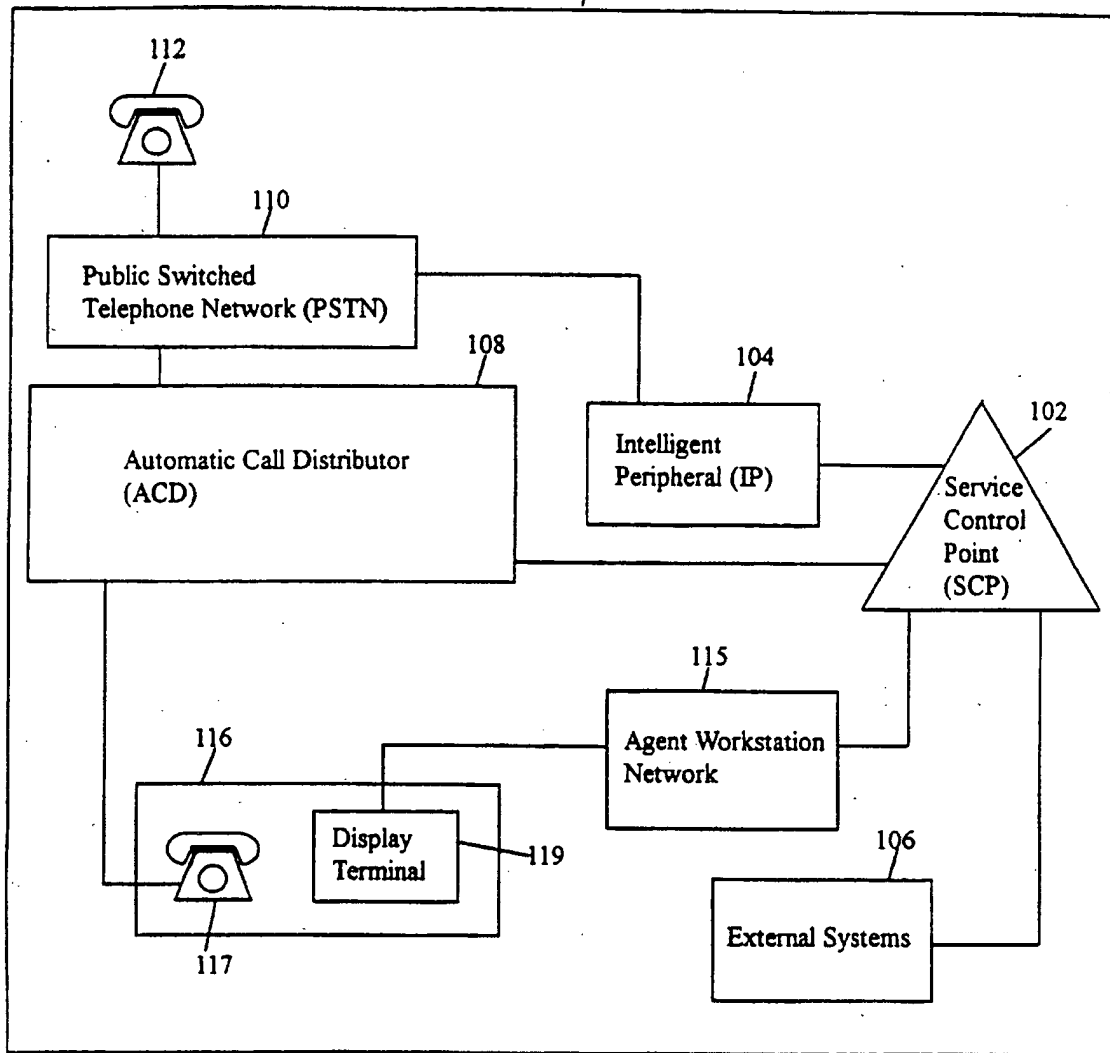 112
110
Public Switched
Telephone Network (PSTN)
108
Automatic Call Distributor
(ACD)
104
Intelligent
Peripheral (IP)
102
Service
Control
Point
(SCP)
115
Agent Workstation
Network
116
Display
Terminal
119
117
106
External Systems